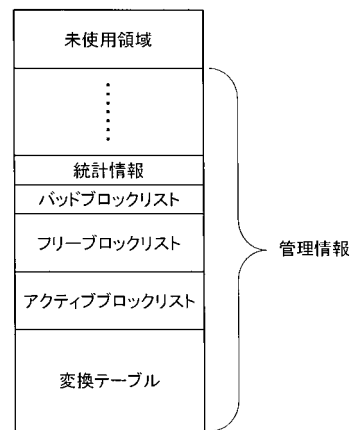 未使用領域
統計情報
バッドブロックリスト
フリーブロックリスト
管理情報
アクティブブロックリスト
変換テーブル